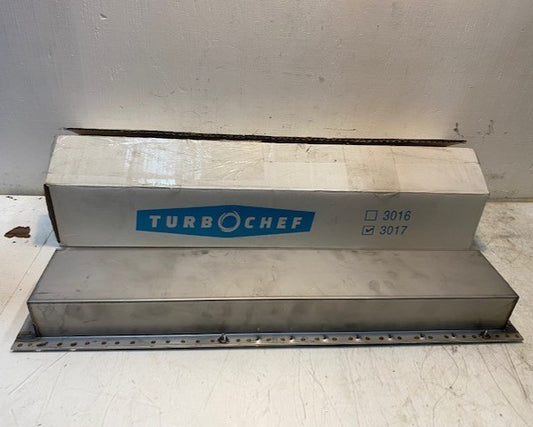 TURBOCHEF
☐ 3016
☑ 3017